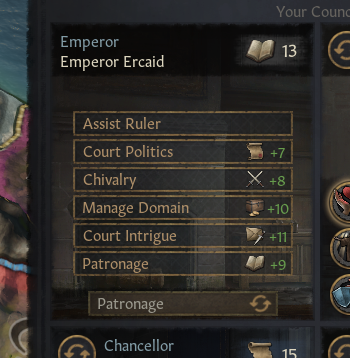 Your Counc
Emperor
Emperor Ercaid
13
Assist Ruler
Court Politics +7
Chivalry +8
Manage Domain +10
Court Intrigue +11
Patronage +9
Patronage
Chancellor
15